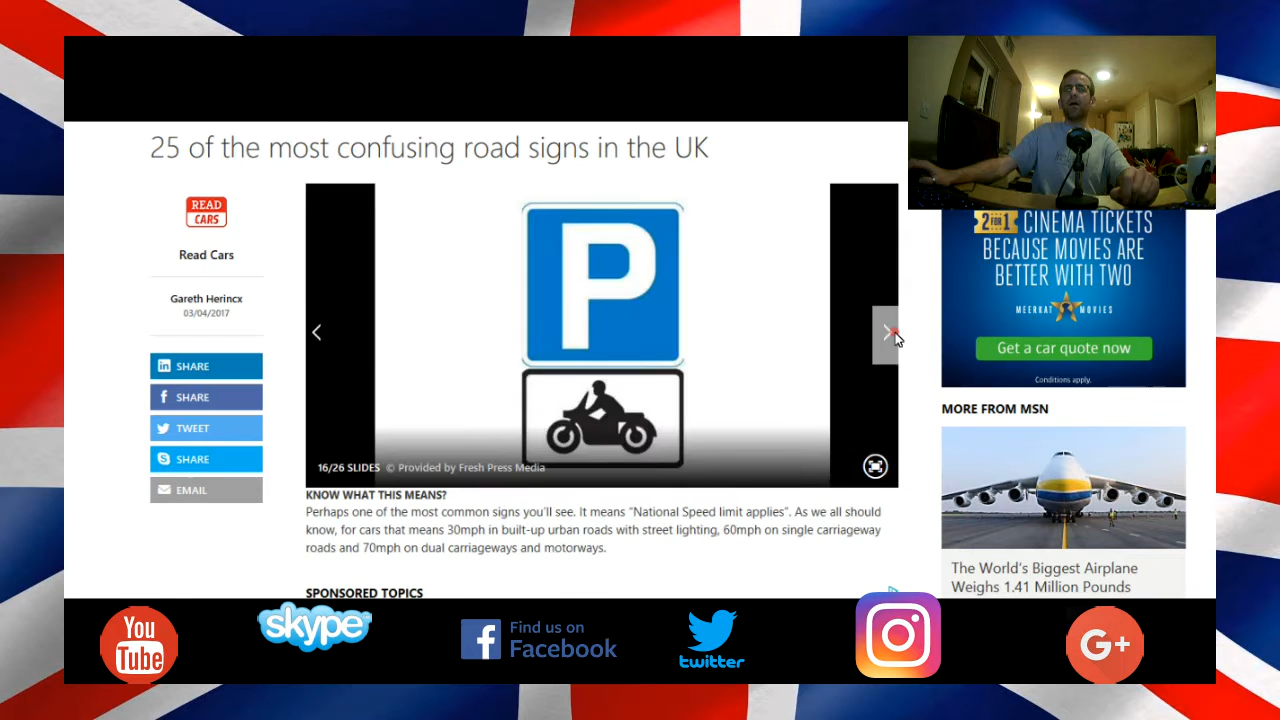 25 of the most confusing road signs in the UK
READ
CARS
Read Cars
Gareth Herincx
03/04/2017
in SHARE
f SHARE
TWEET
S SHARE
EMAIL
P
16/26 SLIDES © Provided by Fresh Press Media
KNOW WHAT THIS MEANS?
Perhaps one of the most common signs you'll see. It means "National Speed limit applies". As we all should
know, for cars that means 30mph in built-up urban roads with street lighting, 60mph on single carriageway
roads and 70mph on dual carriageways and motorways.
SPONSORED TOPICS
2 FOR 1 CINEMA TICKETS
BECAUSE MOVIES ARE
BETTER WITH TWO
MEERKAT MOVIES
Get a car quote now
Conditions apply.
MORE FROM MSN
The World's Biggest Airplane
Weighs 1.41 Million Pounds
You
Tube
skype
f Find us on
Facebook
twitter
G+